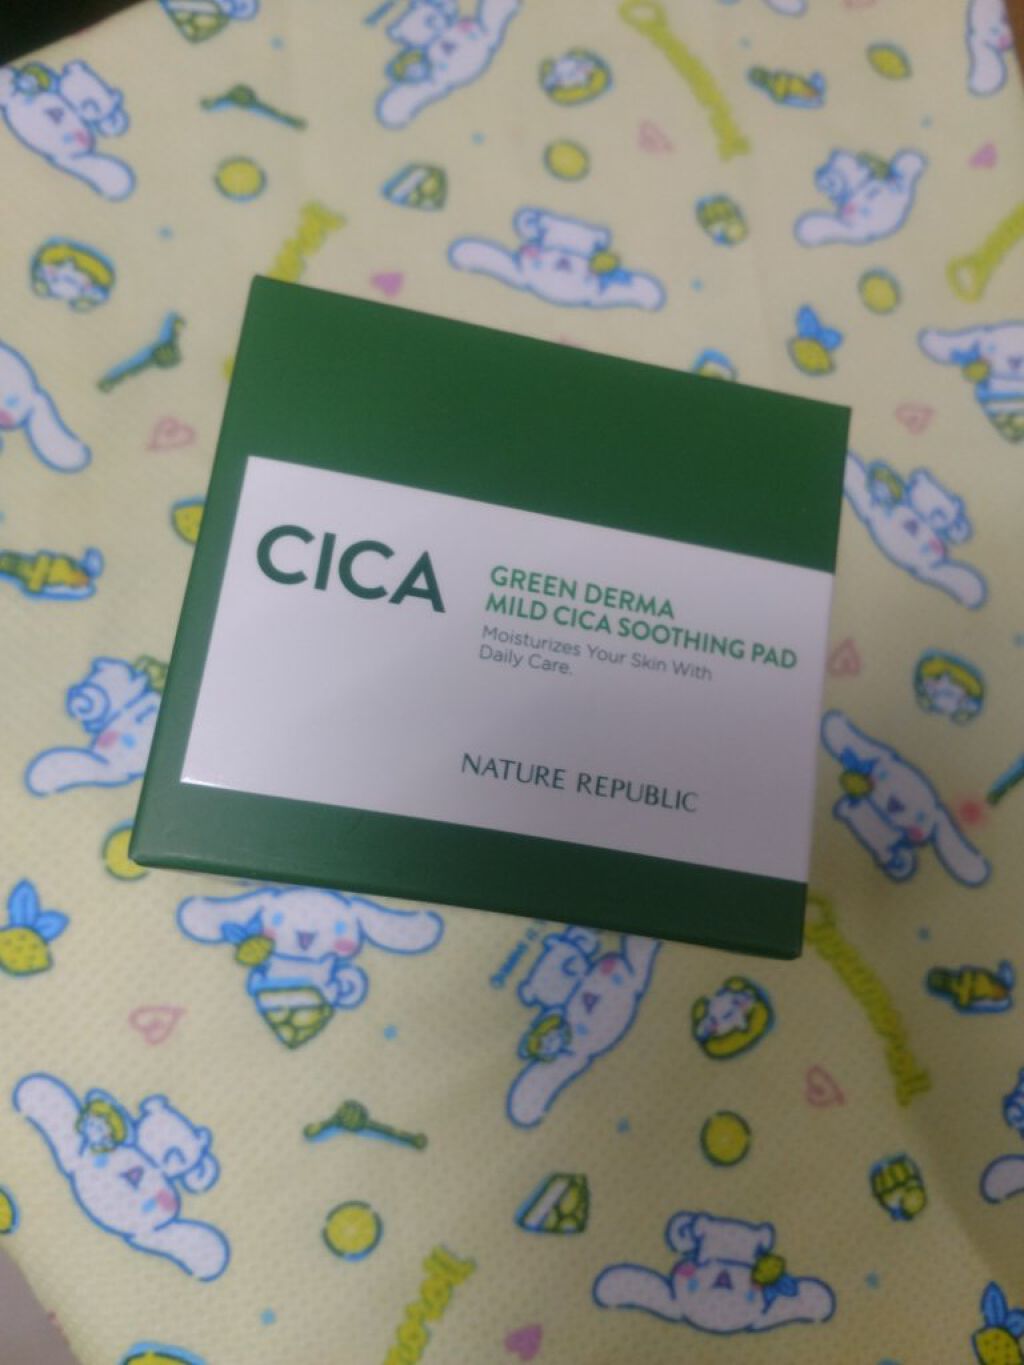 CICA
GREEN DERMA
MILD CICA SOOTHING PAD
Moisturizes Your Skin With
Daily Care.
NATURE REPUBLIC